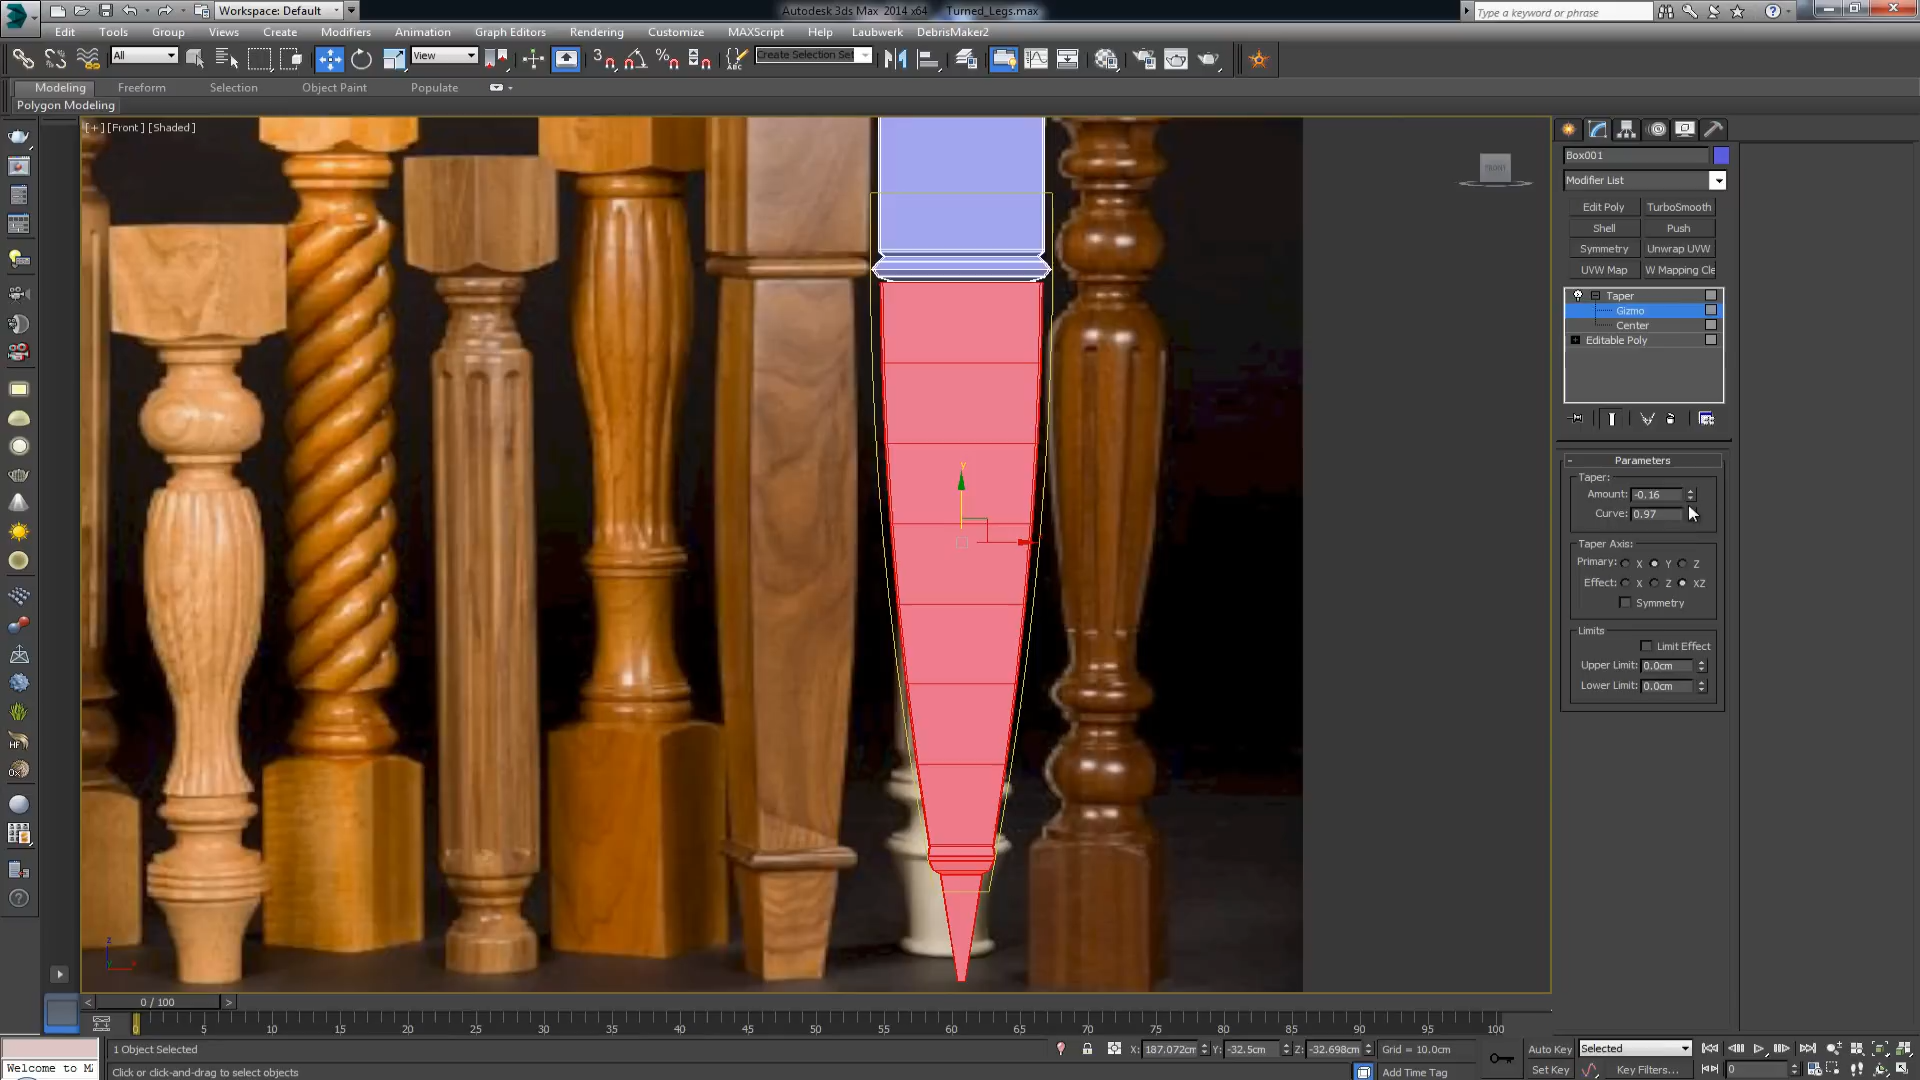 Workspace: Default
Autodesk 3ds Max 2014 x64 Turned_Legs.max
Type a keyword or phrase
Edit Tools Group Views Create Modifiers Animation Graph Editors Rendering Customize MAXScript Help Laubwerk DebrisMaker2
All
View
Create Selection Set
Modeling Freeform Selection Object Paint Populate
Polygon Modeling
[+] [Front] [Shaded]
FRONT
Box001
Modifier List
Edit Poly TurboSmooth
Shell Push
Symmetry Unwrap UVW
UVW Map W Mapping Cle
Taper
Gizmo
Center
Editable Poly
Parameters
Taper:
Amount: -0.16
Curve: 0.97
Taper Axis:
Primary: X Y Z
Effect: X Z XZ
Symmetry
Limits
Limit Effect
Upper Limit: 0.0cm
Lower Limit: 0.0cm
y
z
HF
0 / 100
0 5 10 15 20 25 30 35 40 45 50 55 60 65 70 75 80 85 90 95 100
1 Object Selected
X: 187.072cm Y: -32.5cm Z: -32.698cm Grid = 10.0cm
Auto Key Selected
Welcome to M
Click or click-and-drag to select objects
Add Time Tag
Set Key Key Filters... 0